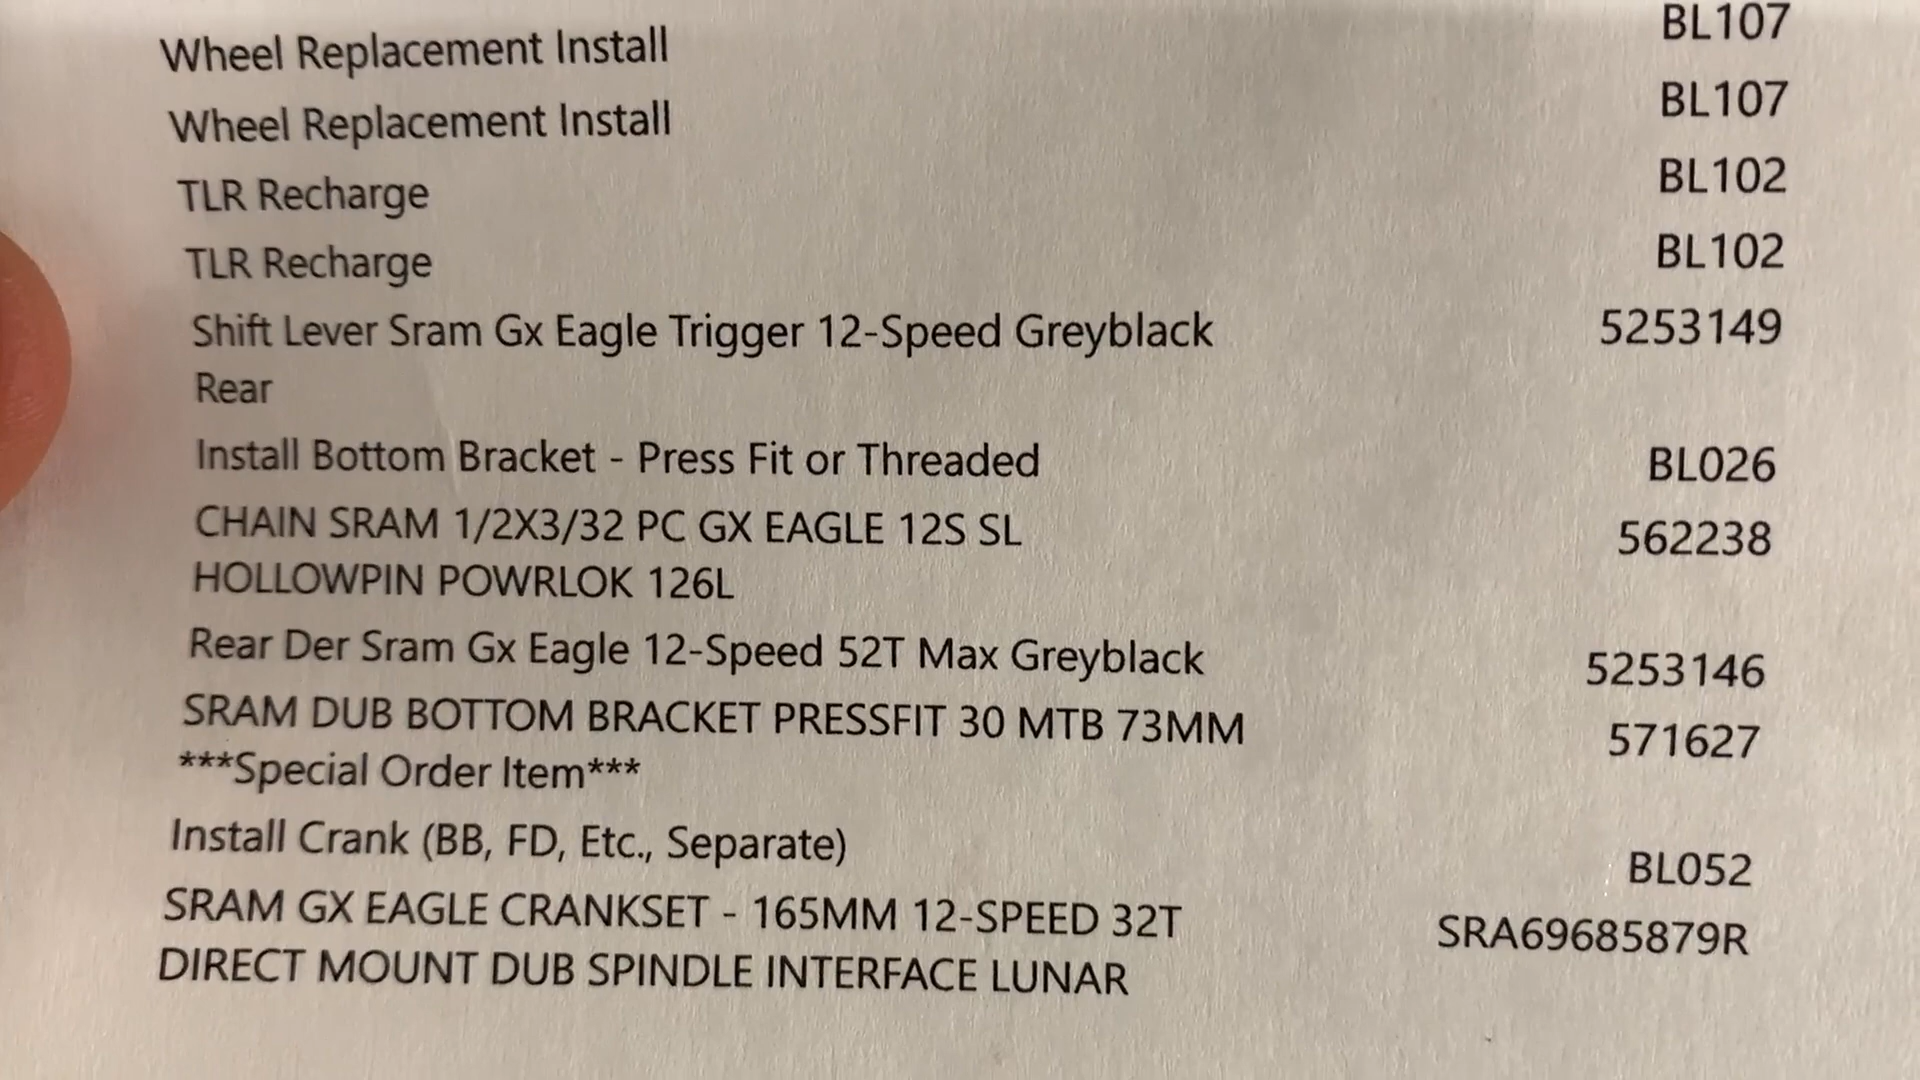 Wheel Replacement Install BL107
Wheel Replacement Install BL107
TLR Recharge BL102
TLR Recharge BL102
Shift Lever Sram Gx Eagle Trigger 12-Speed Greyblack 5253149
Rear
Install Bottom Bracket - Press Fit or Threaded BL026
CHAIN SRAM 1/2X3/32 PC GX EAGLE 12S SL 562238
HOLLOWPIN POWRLOK 126L
Rear Der Sram Gx Eagle 12-Speed 52T Max Greyblack 5253146
SRAM DUB BOTTOM BRACKET PRESSFIT 30 MTB 73MM 571627
***Special Order Item***
Install Crank (BB, FD, Etc., Separate) BL052
SRAM GX EAGLE CRANKSET - 165MM 12-SPEED 32T SRA69685879R
DIRECT MOUNT DUB SPINDLE INTERFACE LUNAR